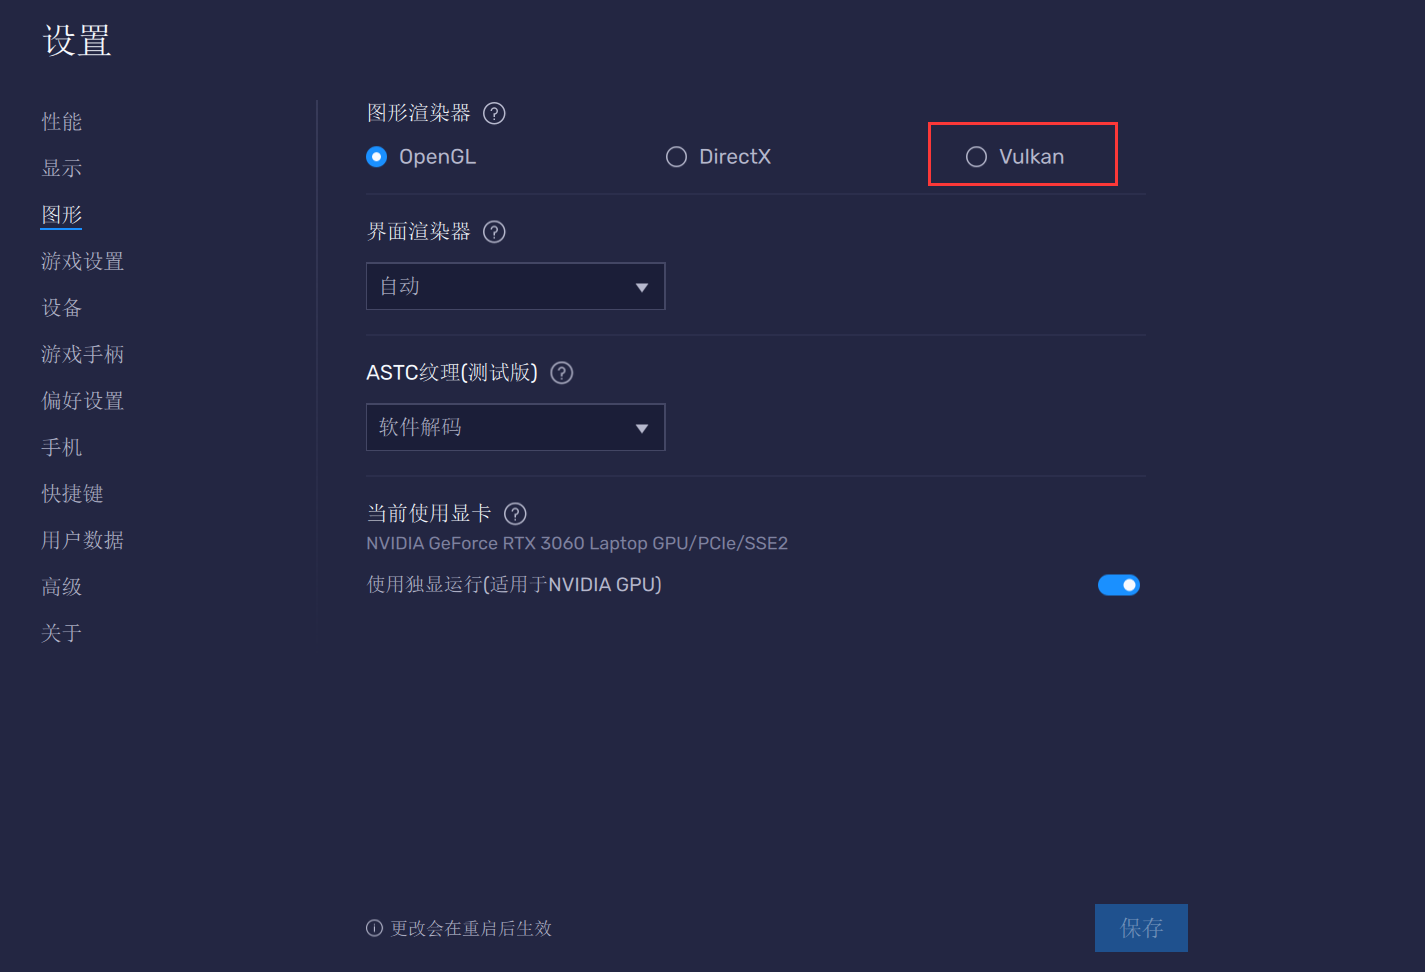 设置
性能
显示
图形
游戏设置
设备
游戏手柄
偏好设置
手机
快捷键
用户数据
高级
关于
图形渲染器 ?
OpenGL DirectX Vulkan
界面渲染器 ?
自动
ASTC纹理(测试版) ?
软件解码
当前使用显卡 ?
NVIDIA GeForce RTX 3060 Laptop GPU/PCIe/SSE2
使用独显运行(适用于NVIDIA GPU)
更改会在重启后生效
保存